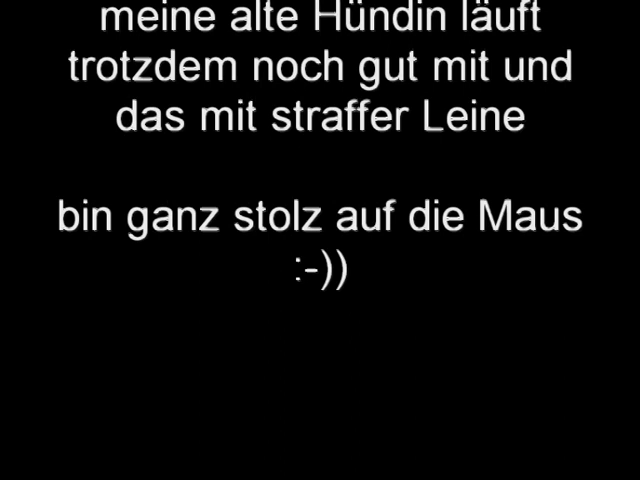 meine alte Hündin läuft
trotzdem noch gut mit und
das mit straffer Leine
bin ganz stolz auf die Maus
:-))